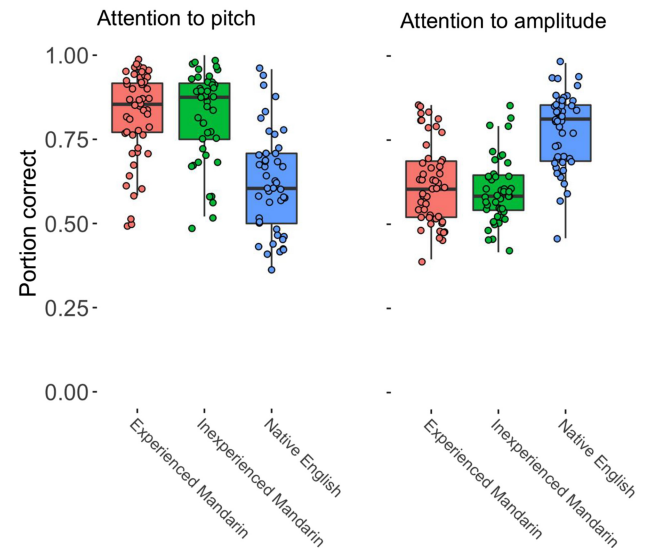 Attention to pitch
Attention to amplitude
Portion correct
1.00
0.75
0.50
0.25
0.00
Experienced Mandarin
Inexperienced Mandarin
Native English
Experienced Mandarin
Inexperienced Mandarin
Native English